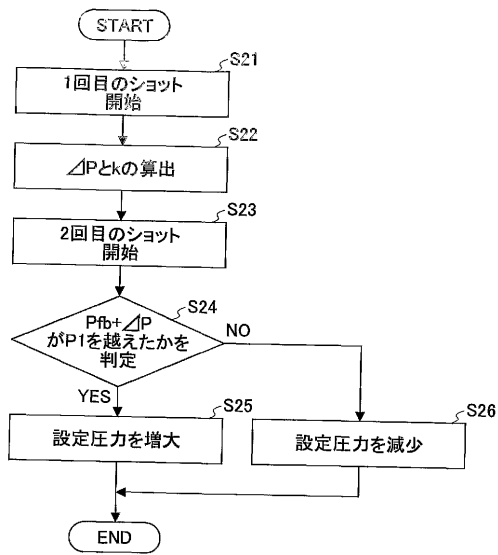 START
S21
1回目のショット
開始
S22
⊿Pとkの算出
S23
2回目のショット
開始
S24
Pfb+⊿P
がP1を越えたかを
判定
NO
YES
S25
設定圧力を増大
S26
設定圧力を減少
END